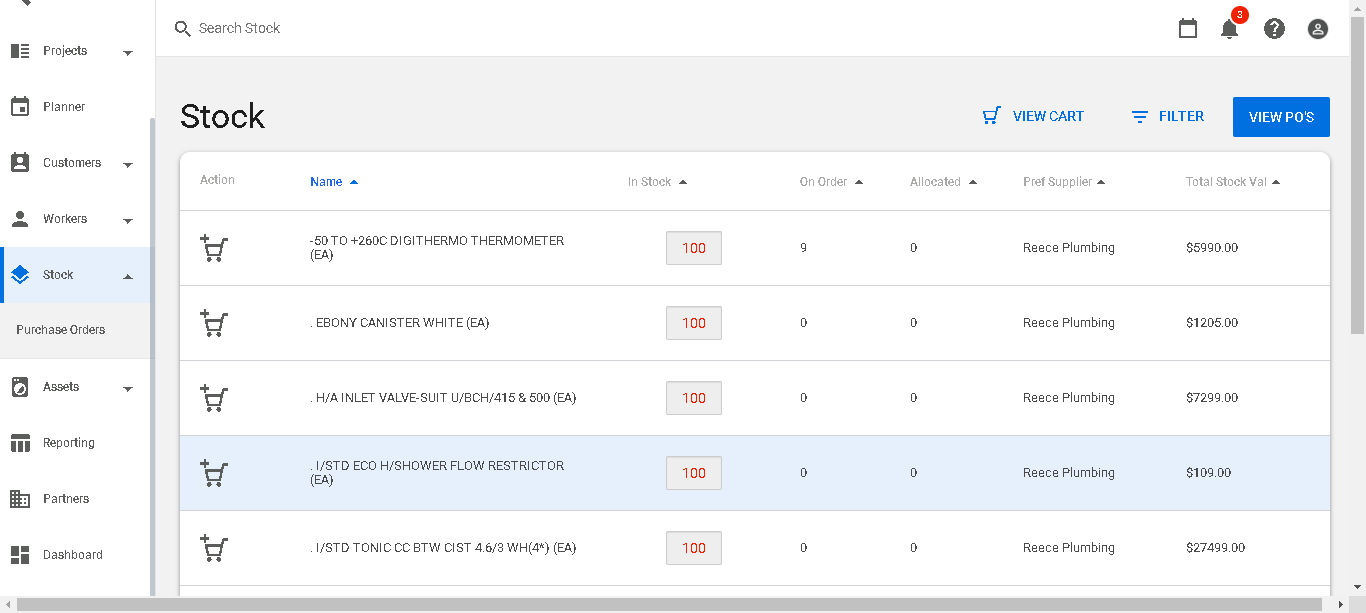 Search Stock
3
Projects
Planner
Customers
Workers
Stock
Purchase Orders
Assets
Reporting
Partners
Dashboard
Stock
VIEW CART
FILTER
VIEW PO'S
Action Name In Stock On Order Allocated Pref Supplier Total Stock Val
-50 TO +260C DIGITHERMO THERMOMETER
(EA)
100 9 0 Reece Plumbing $5990.00
. EBONY CANISTER WHITE (EA) 100 0 0 Reece Plumbing $1205.00
. H/A INLET VALVE-SUIT U/BCH/415 & 500 (EA) 100 0 0 Reece Plumbing $7299.00
. I/STD ECO H/SHOWER FLOW RESTRICTOR
(EA)
100 0 0 Reece Plumbing $109.00
. I/STD TONIC CC BTW CIST 4.6/3 WH(4*) (EA) 100 0 0 Reece Plumbing $27499.00